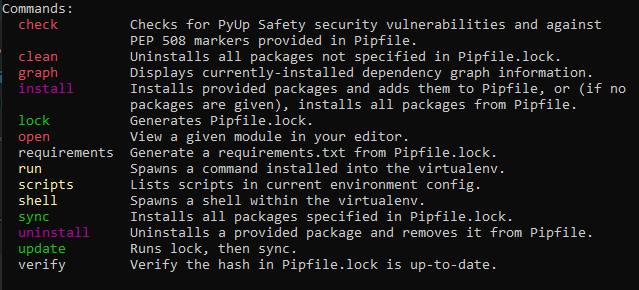 Commands:
check         Checks for PyUp Safety security vulnerabilities and against
              PEP 508 markers provided in Pipfile.
clean         Uninstalls all packages not specified in Pipfile.lock.
graph         Displays currently-installed dependency graph information.
install       Installs provided packages and adds them to Pipfile, or (if no
              packages are given), installs all packages from Pipfile.
lock          Generates Pipfile.lock.
open          View a given module in your editor.
requirements  Generate a requirements.txt from Pipfile.lock.
run           Spawns a command installed into the virtualenv.
scripts       Lists scripts in current environment config.
shell         Spawns a shell within the virtualenv.
sync          Installs all packages specified in Pipfile.lock.
uninstall     Uninstalls a provided package and removes it from Pipfile.
update        Runs lock, then sync.
verify        Verify the hash in Pipfile.lock is up-to-date.